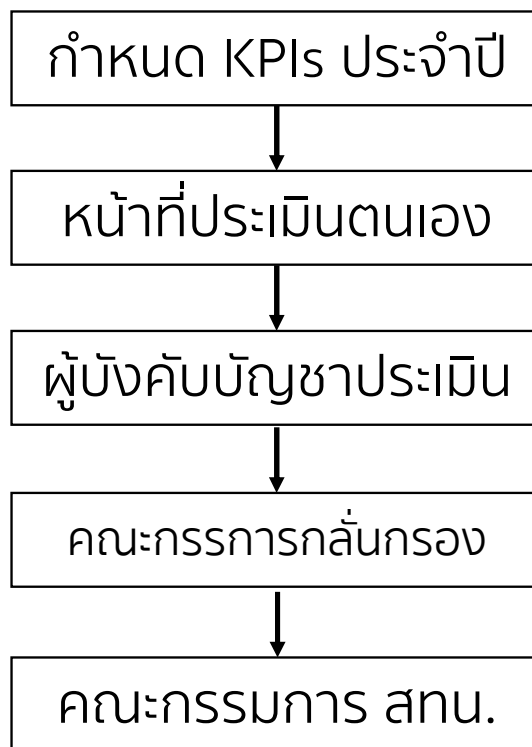 กำหนด KPIs ประจำปี
หน้าที่ประเมินตนเอง
ผู้บังคับบัญชาประเมิน
คณะกรรการกลั่นกรอง
คณะกรรมการ สทน.